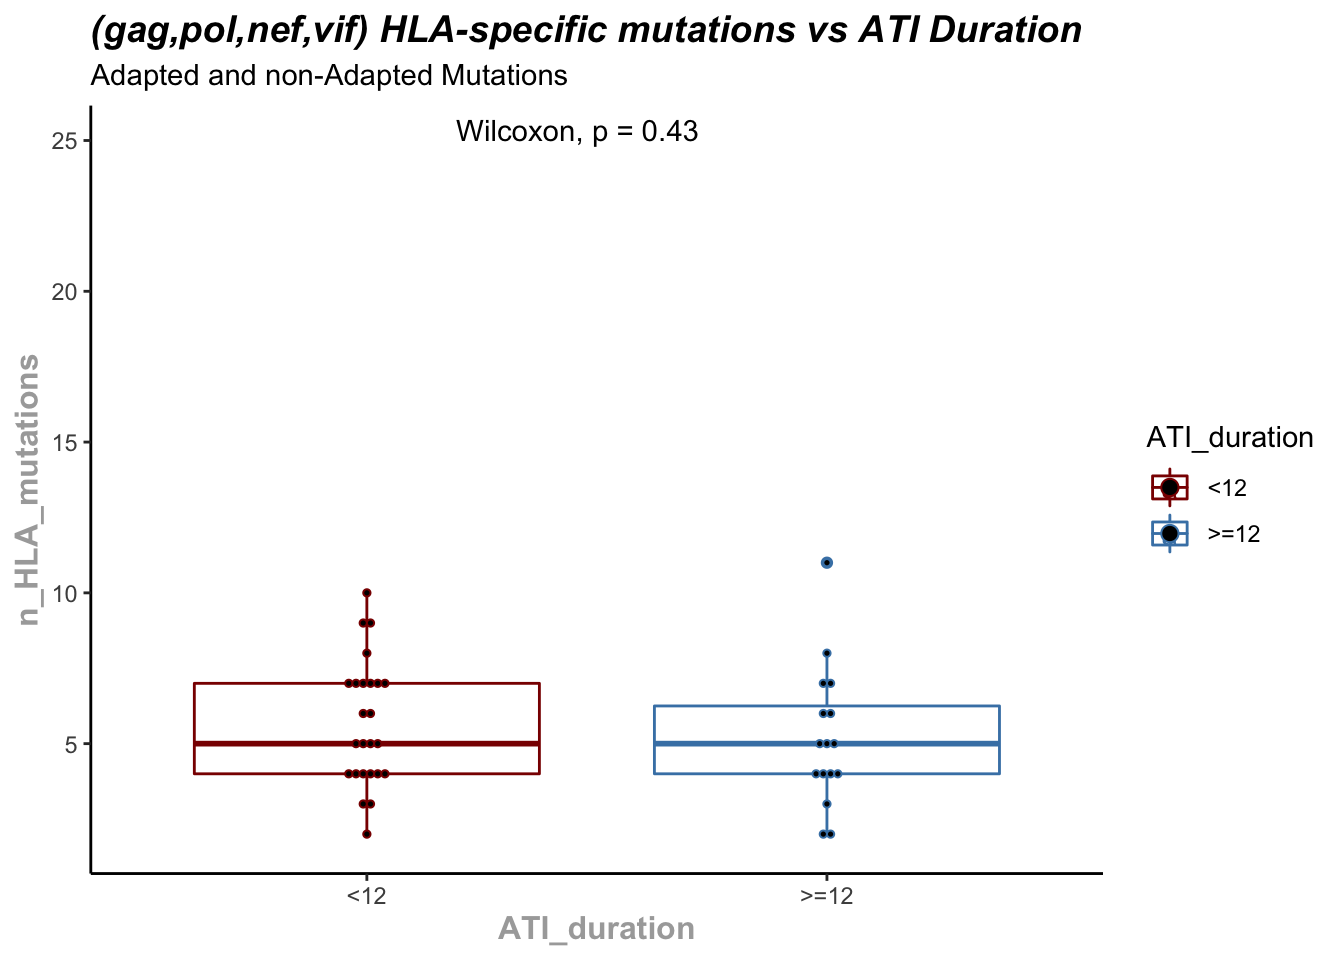 (gag,pol,nef,vif) HLA-specific mutations vs ATI Duration
Adapted and non-Adapted Mutations
Wilcoxon, p = 0.43
25
20
15
10
5
n_HLA_mutations
<12
>=12
ATI_duration
ATI_duration
<12
>=12